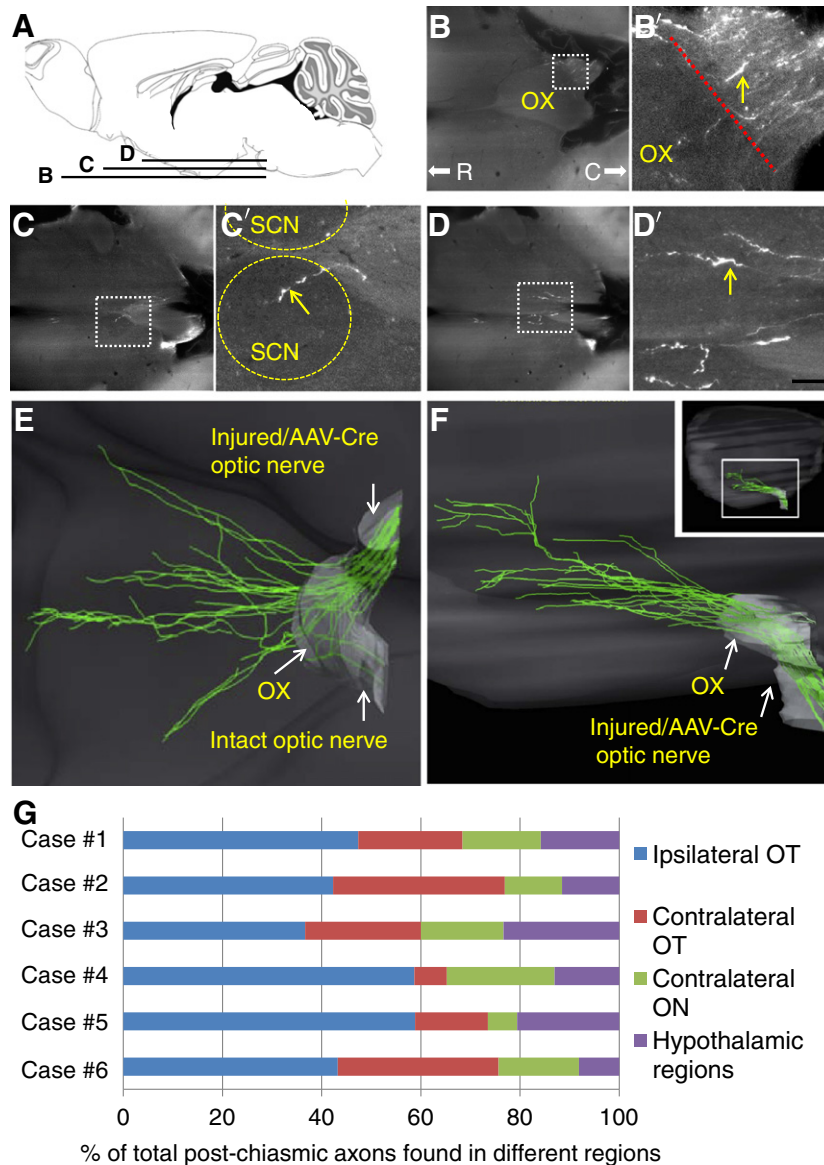 A
D
C
B
B
OX
R
C
B′
OX
C
C′
SCN
SCN
D
D′
E
Injured/AAV-Cre
optic nerve
OX
Intact optic nerve
F
OX
Injured/AAV-Cre
optic nerve
G
Case #1
Case #2
Case #3
Case #4
Case #5
Case #6
0 20 40 60 80 100
% of total post-chiasmic axons found in different regions
Ipsilateral OT
Contralateral
OT
Contralateral
ON
Hypothalamic
regions